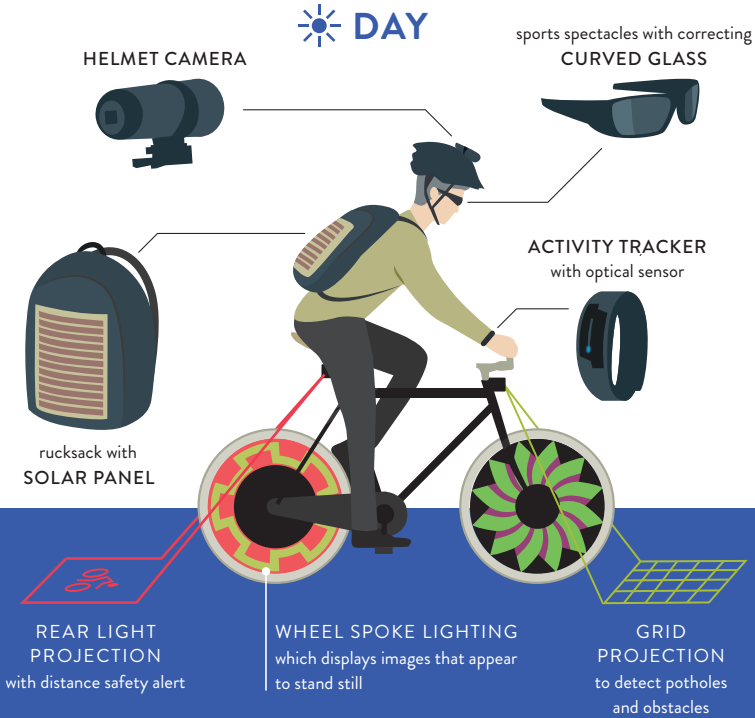 DAY
HELMET CAMERA
sports spectacles with correcting
CURVED GLASS
ACTIVITY TRACKER
with optical sensor
rucksack with
SOLAR PANEL
REAR LIGHT
PROJECTION
with distance safety alert
WHEEL SPOKE LIGHTING
which displays images that appear
to stand still
GRID
PROJECTION
to detect potholes
and obstacles